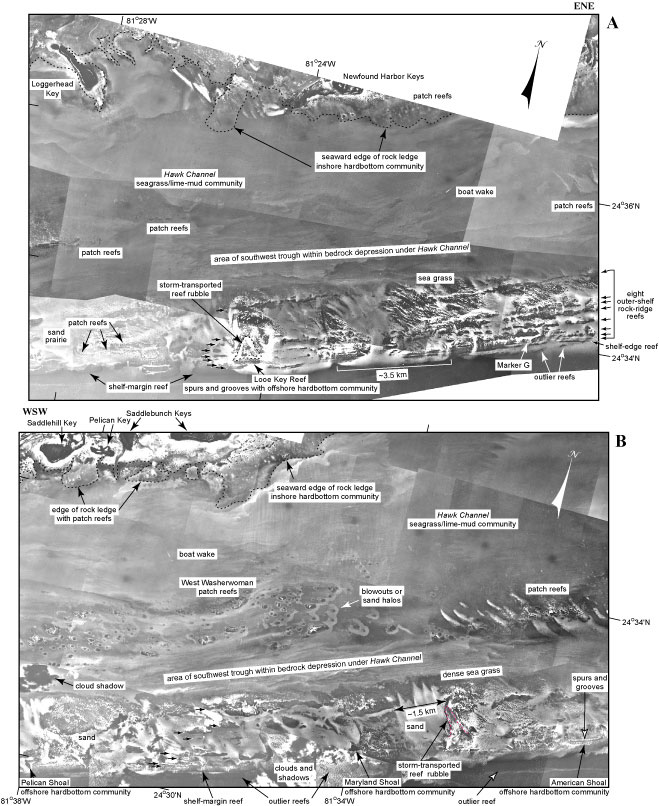 ENE
A
81°28'W
81°24'
N
Loggerhead
Key
Newfound Harbor Keys
patch reefs
seaward edge of rock ledge
inshore hardbottom community
Hawk Channel
seagrass/lime-mud community
boat wake
patch reefs
24°36'N
patch reefs
patch reefs
area of southwest trough within bedrock depression under Hawk Channel
sea grass
storm-transported
reef rubble
eight
outer-shelf
rock-ridge
reefs
patch reefs
sand
prairie
shelf-edge reef
24°34'N
Looe Key Reef
spurs and grooves with offshore hardbottom community
shelf-margin reef
~3.5 km
Marker G
outlier reefs
WSW
Saddlehill Key
Pelican Key
Saddlebunch Keys
B
N
seaward edge of rock ledge
inshore hardbottom community
edge of rock ledge
with patch reefs
Hawk Channel
seagrass/lime-mud community
boat wake
West Washerwoman
patch reefs
blowouts or
sand halos
patch reefs
24°34'N
area of southwest trough within bedrock depression under Hawk Channel
dense sea grass
cloud shadow
spurs and
grooves
~1.5 km
sand
sand
clouds and
shadows
storm-transported
reef rubble
Pelican Shoal
offshore hardbottom community
Maryland Shoal
offshore hardbottom community
American Shoal
offshore hardbottom community
81°38'W
24°30'N
shelf-margin reef
outlier reefs
81°34'W
outlier reef